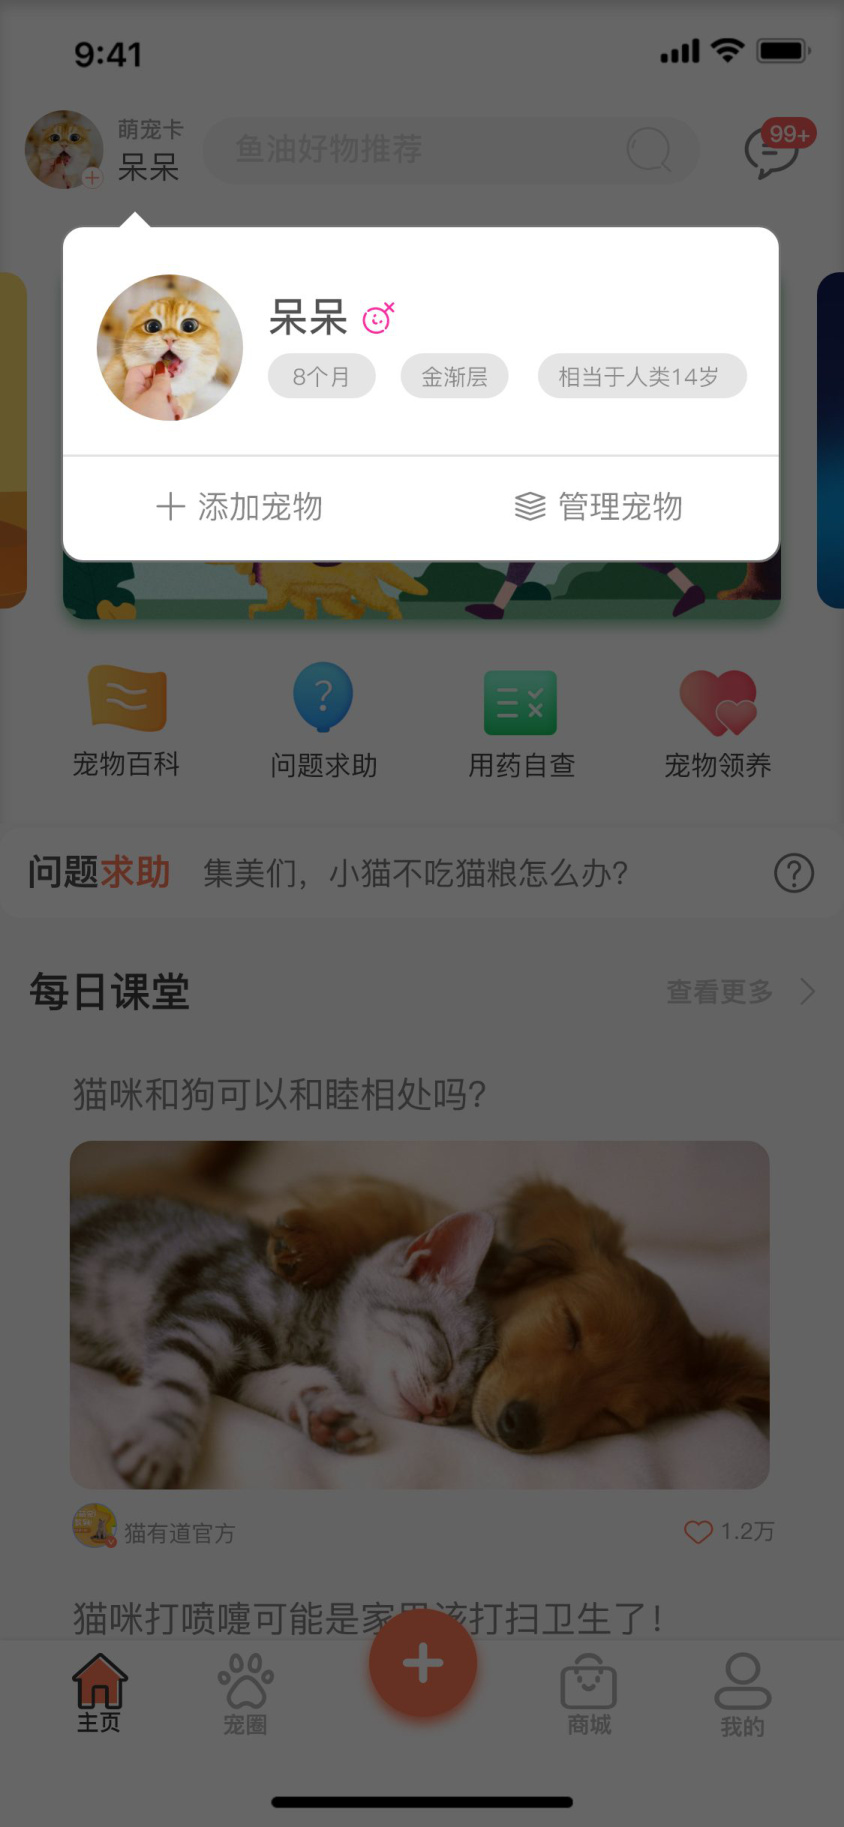 9:41
萌宠卡
呆呆
鱼油好物推荐
99+
呆呆
8个月
金渐层
相当于人类14岁
添加宠物
管理宠物
宠物百科
问题求助
用药自查
宠物领养
问题求助 集美们，小猫不吃猫粮怎么办？
每日课堂
查看更多
猫咪和狗可以和睦相处吗？
猫有道官方
1.2万
猫咪打喷嚏可能是家里该打扫卫生了！
主页
宠圈
商城
我的